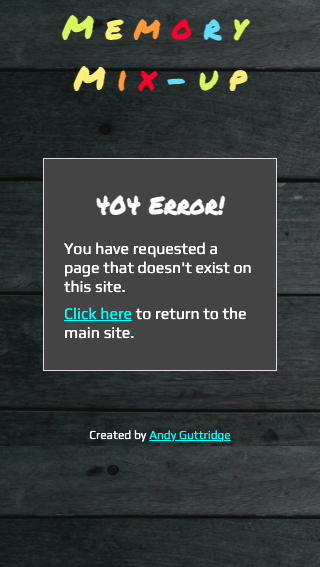 Memory
Mix-up
404 Error!
You have requested a
page that doesn't exist on
this site.
Click here to return to the
main site.
Created by Andy Guttridge